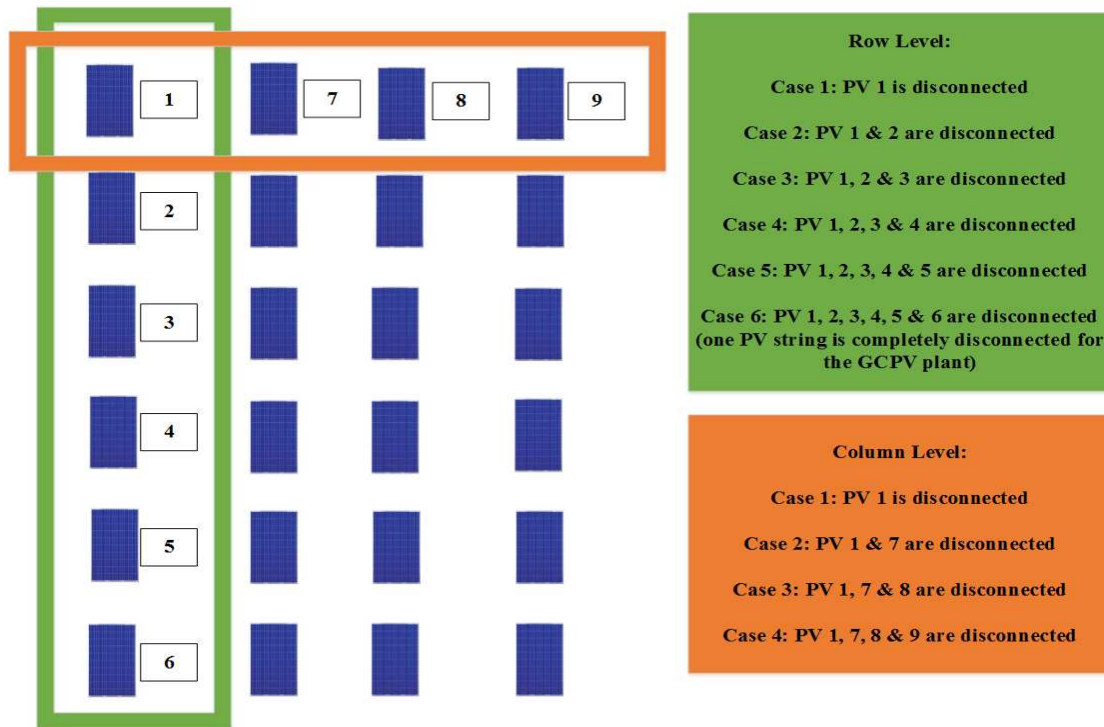 1
7
8
9
2
3
4
5
6
Row Level:
Case 1: PV 1 is disconnected
Case 2: PV 1 & 2 are disconnected
Case 3: PV 1, 2 & 3 are disconnected
Case 4: PV 1, 2, 3 & 4 are disconnected
Case 5: PV 1, 2, 3, 4 & 5 are disconnected
Case 6: PV 1, 2, 3, 4, 5 & 6 are disconnected
(one PV string is completely disconnected for
the GCPV plant)
Column Level:
Case 1: PV 1 is disconnected
Case 2: PV 1 & 7 are disconnected
Case 3: PV 1, 7 & 8 are disconnected
Case 4: PV 1, 7, 8 & 9 are disconnected